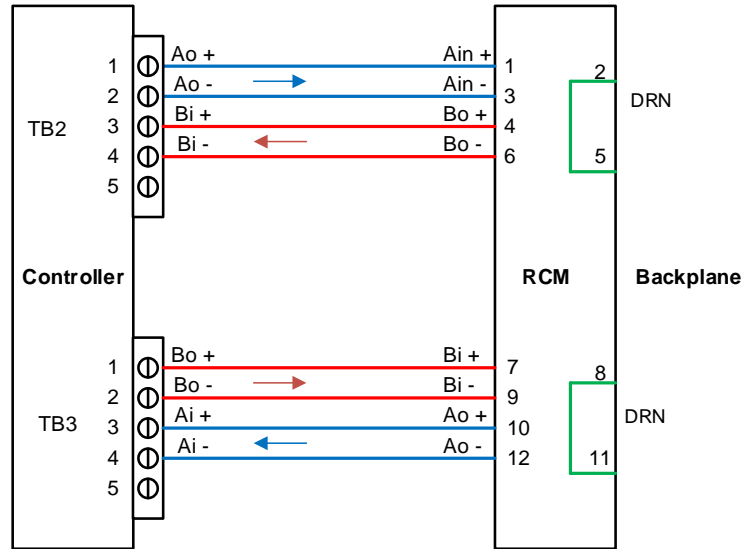 Ao + Ain +
1 1 2
Ao - Ain -
2 3 DRN
Bi + Bo +
TB2 3 4
Bi - Bo -
4 6 5
5
Controller RCM Backplane
Bo + Bi +
1 7 8
Bo - Bi -
2 9
Ai + Ao +
TB3 3 10 DRN
Ai - Ao -
4 12 11
5